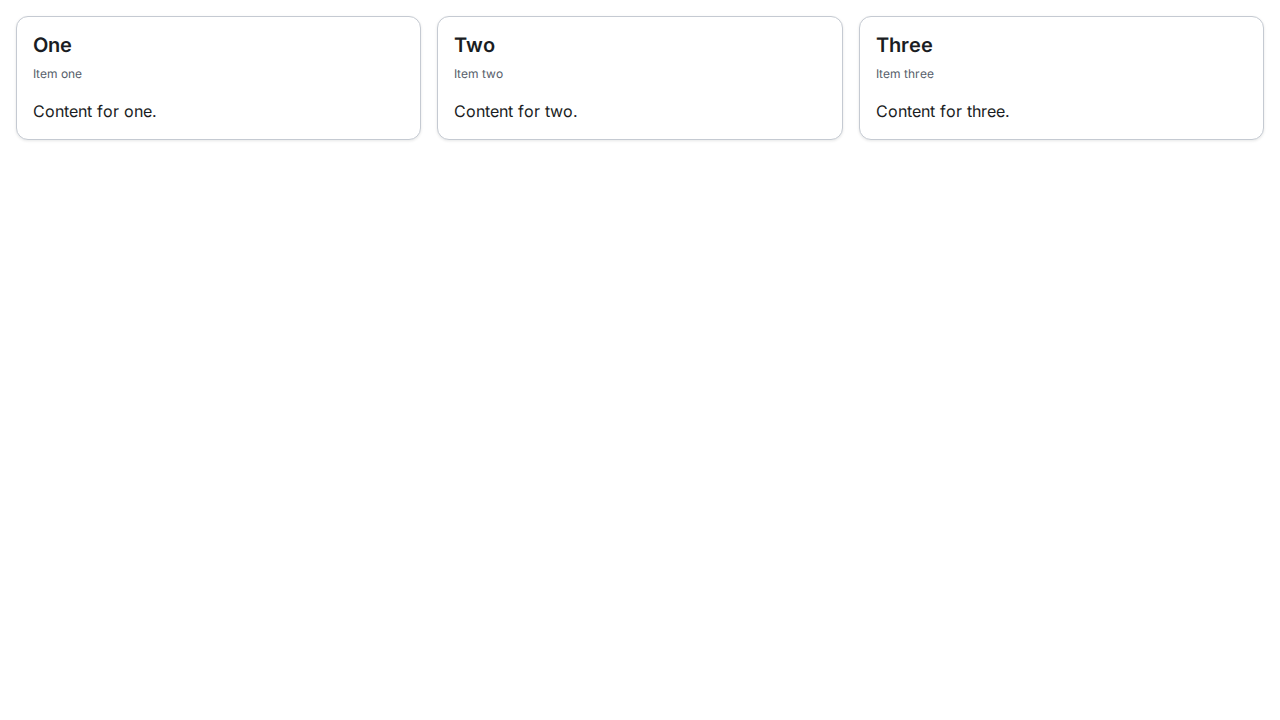 One
Item one
Content for one.
Two
Item two
Content for two.
Three
Item three
Content for three.